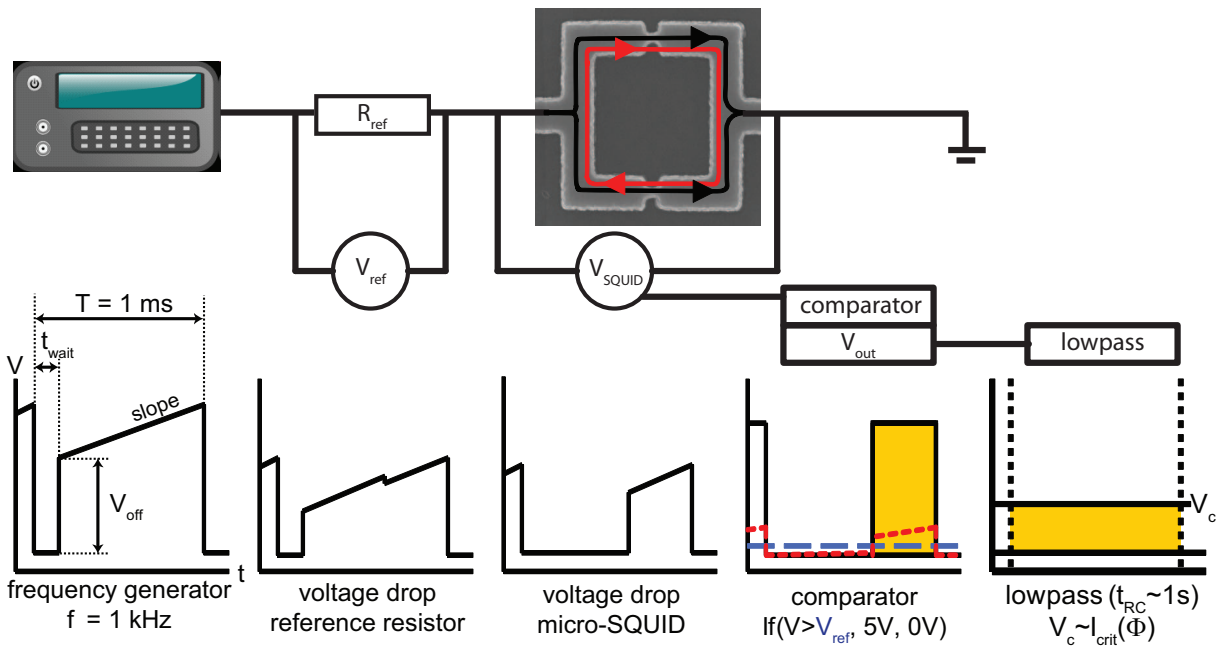 R_ref
V_ref
V_SQUID
comparator
V_out
lowpass
T = 1 ms
t_wait
V
slope
V_off
t
frequency generator
f = 1 kHz
voltage drop
reference resistor
voltage drop
micro-SQUID
comparator
If(V>V_ref, 5V, 0V)
V_c
lowpass (t_RC~1s)
V_c~I_crit(Φ)